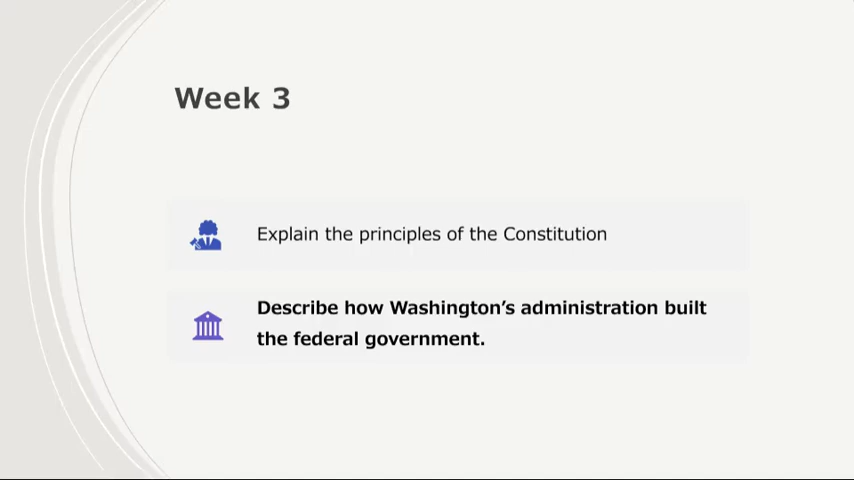 Week 3
Explain the principles of the Constitution
Describe how Washington’s administration built
the federal government.